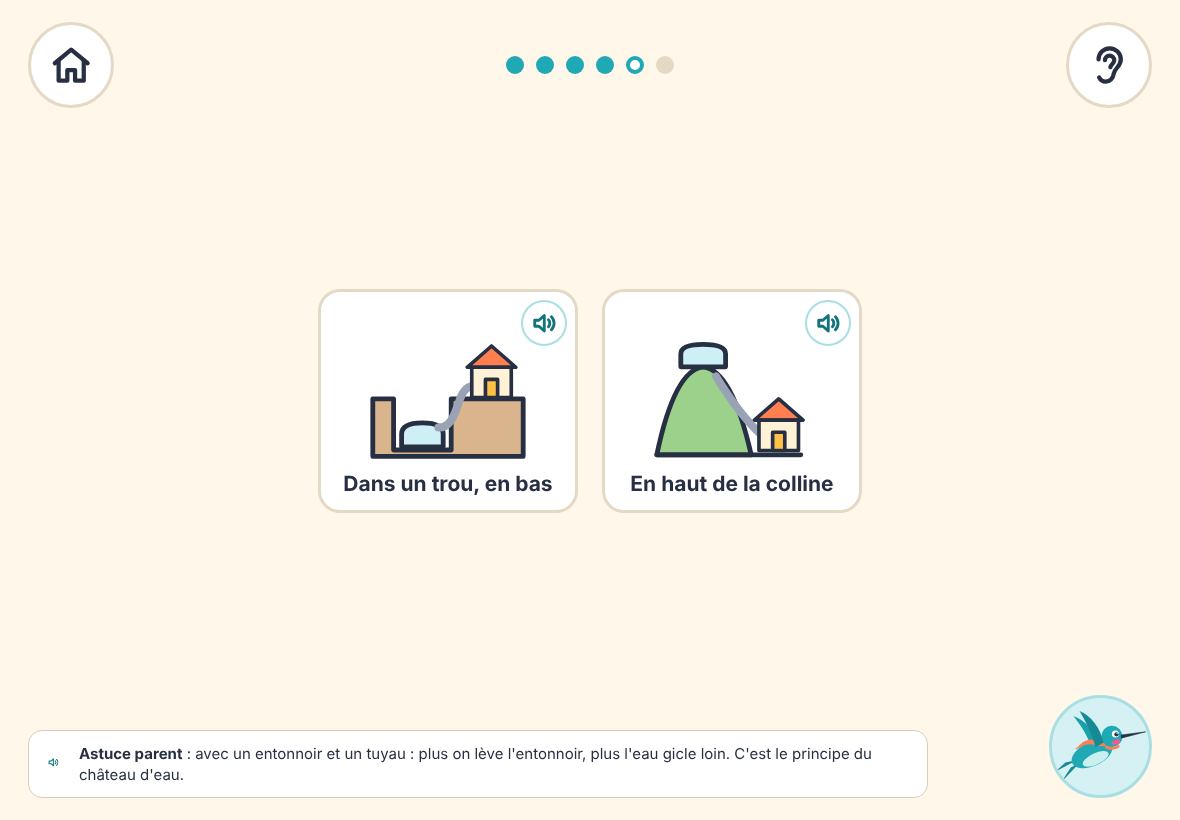 Dans un trou, en bas
En haut de la colline
Astuce parent : avec un entonnoir et un tuyau : plus on lève l'entonnoir, plus l'eau gicle loin. C'est le principe du
château d'eau.